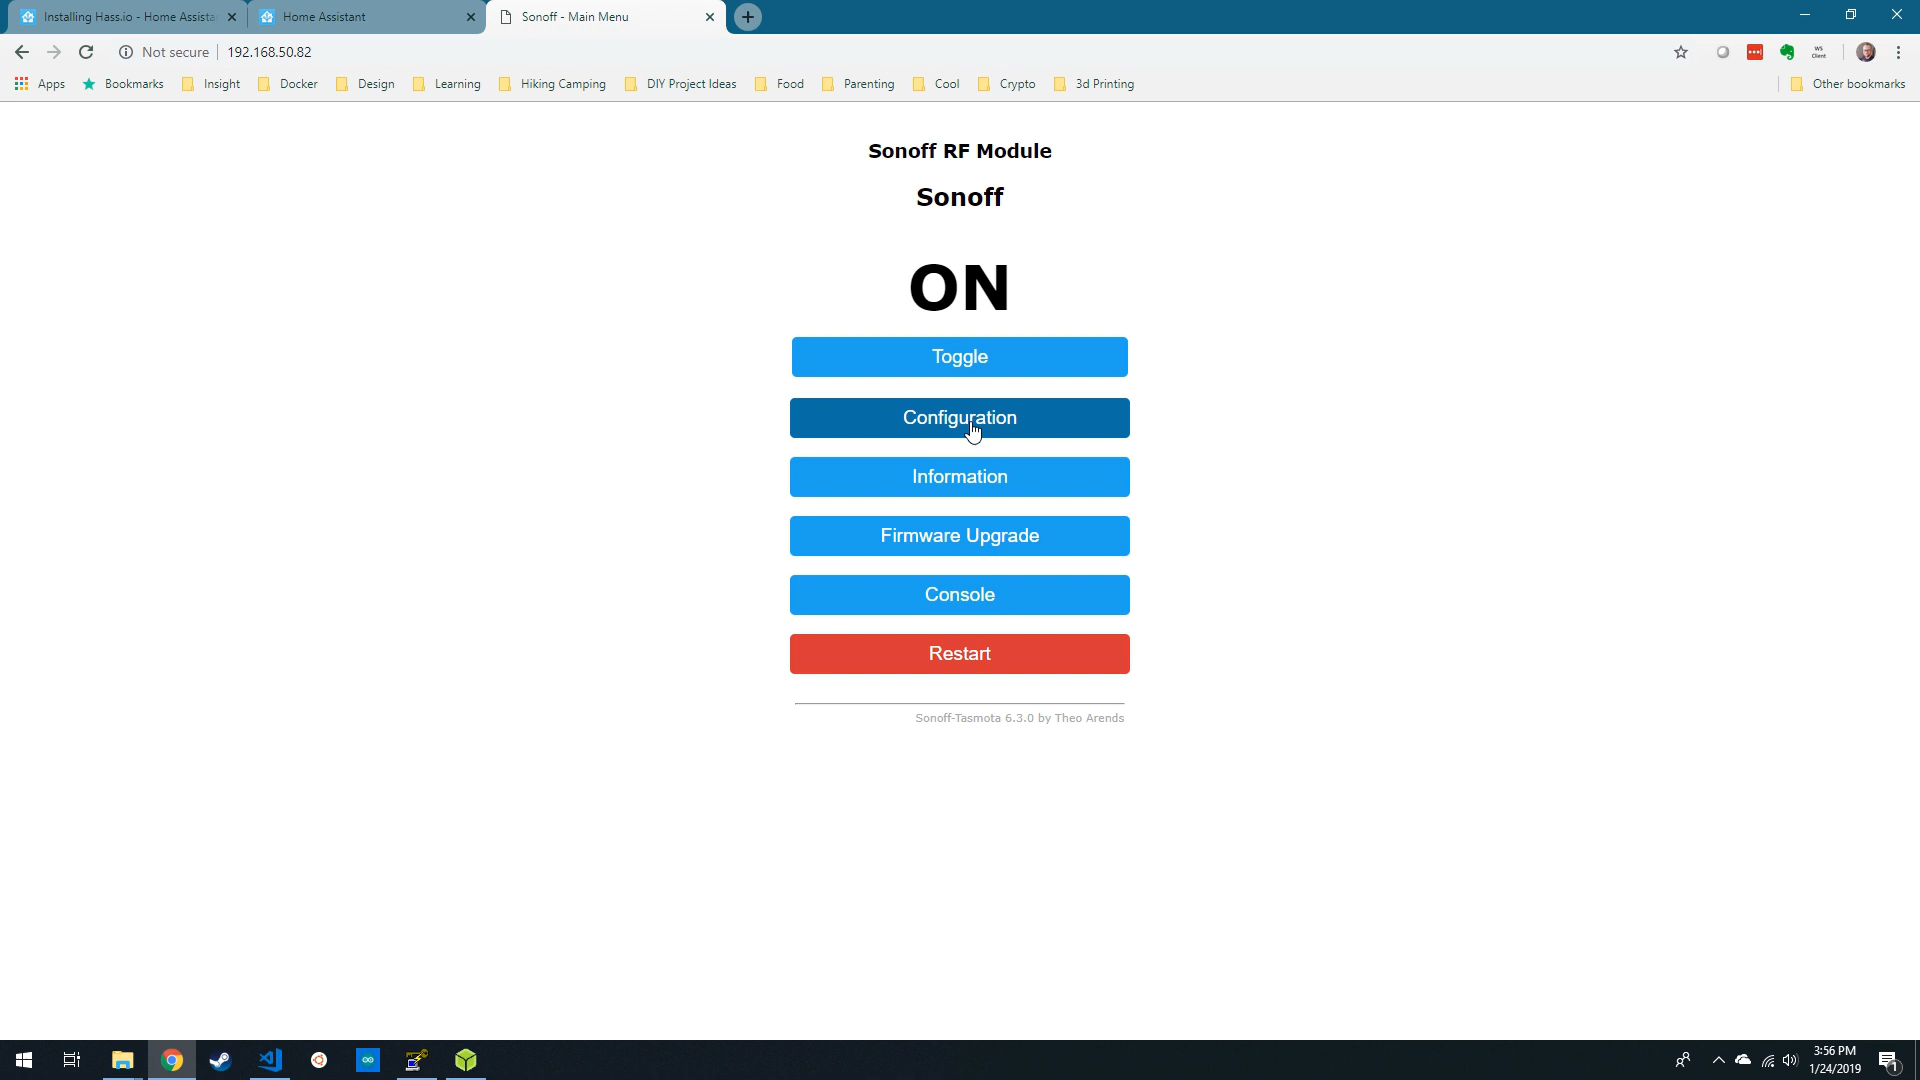 Installing Hass.io - Home Assista
Home Assistant
Sonoff - Main Menu
Not secure
192.168.50.82
WS
Client
Apps
Bookmarks
Insight
Docker
Design
Learning
Hiking Camping
DIY Project Ideas
Food
Parenting
Cool
Crypto
3d Printing
Other bookmarks
Sonoff RF Module
Sonoff
ON
Toggle
Configuration
Information
Firmware Upgrade
Console
Restart
Sonoff-Tasmota 6.3.0 by Theo Arends
3:56 PM
1/24/2019
1